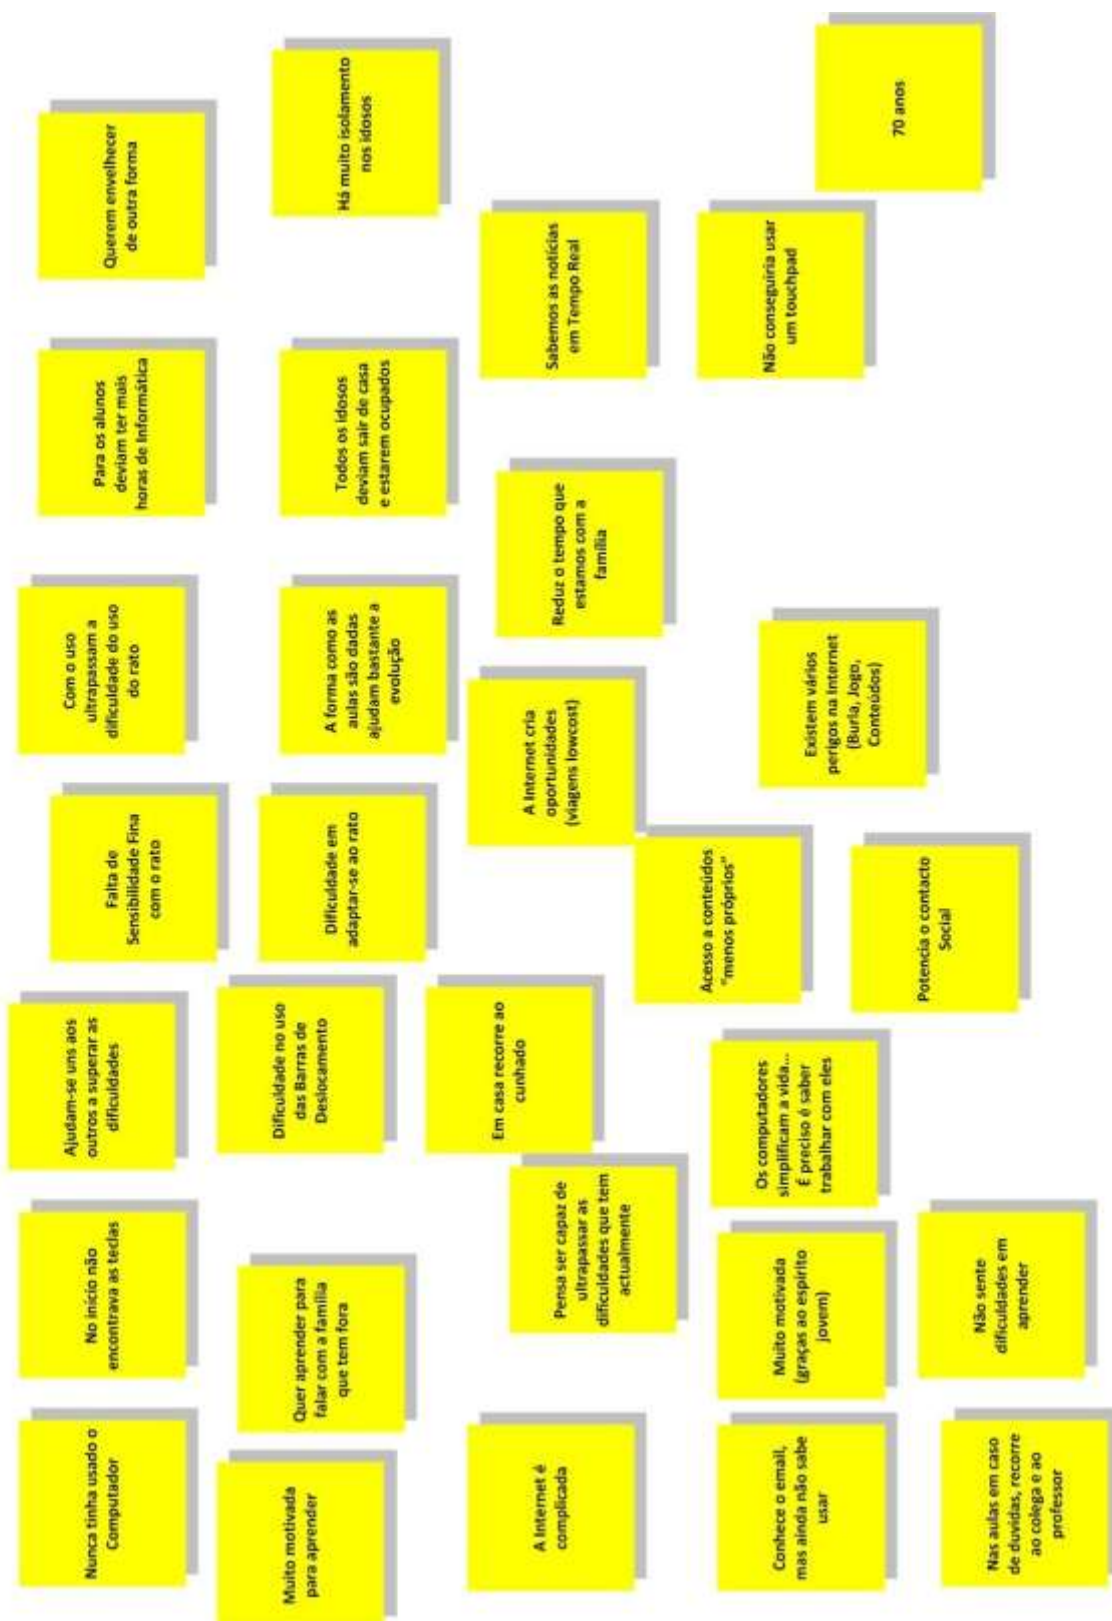 Nunca tinha usado o
Computador
No início não
encontrava as teclas
Ajudam-se uns aos
outros a superar as
dificuldades
Falta de
Sensibilidade Fina
com o rato
Com o uso
ultrapassam a
dificuldade do uso
do rato
Para os alunos
deviam ter mais
horas de Informática
Querem envelhecer
de outra forma
Muito motivada
para aprender
Quer aprender para
falar com a família
que tem fora
Dificuldade no uso
das Barras de
Deslocamento
Dificuldade em
adaptar-se ao rato
A forma como as
aulas são dadas
ajudam bastante a
evolução
Todos os idosos
deviam sair de casa
e estarem ocupados
Há muito isolamento
nos idosos
A Internet é
complicada
Pensa ser capaz de
ultrapassar as
dificuldades que tem
actualmente
Em casa recorre ao
cunhado
A Internet cria
oportunidades
(viagens lowcost)
Reduz o tempo que
estamos com a
família
Sabemos as notícias
em Tempo Real
Conhece o email,
mas ainda não sabe
usar
Muito motivada
(graças ao espírito
jovem)
Os computadores
simplificam a vida...
É preciso é saber
trabalhar com eles
Acesso a conteúdos
“menos próprios”
Existem vários
perigos na Internet
(Burla, Jogo,
Conteúdos)
Não conseguiria usar
um touchpad
Nas aulas em caso
de duvidas, recorre
ao colega e ao
professor
Não sente
dificuldades em
aprender
Potencia o contacto
Social
70 anos